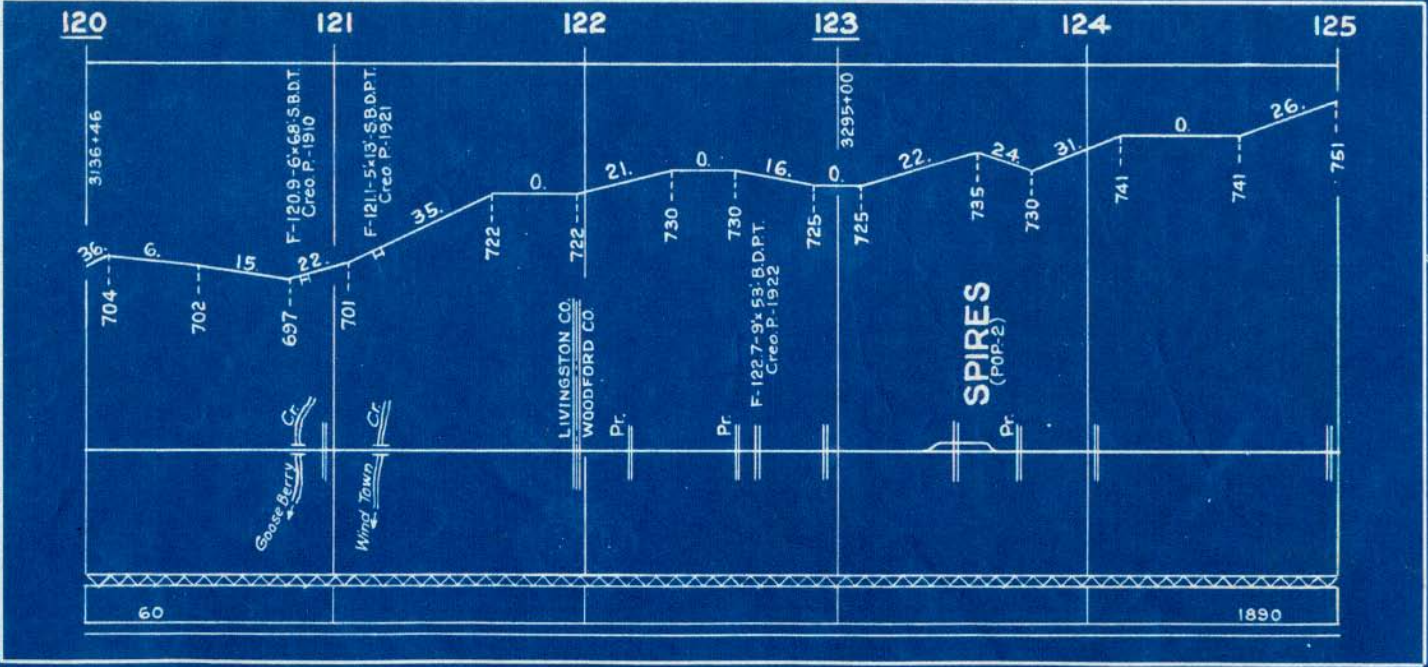 120 121 122 123 124 125
3136+46
F-120.9-6'x68'-S.B.D.T.
Creo. P.-1910
F-121.1-5'x13'-S.B.D.P.T.
Creo. P.-1921
3295+00
36. 6. 15. 22. 35. 0. 21. 0. 16. 0. 22. 24. 31. 0. 26.
704 702 697 701 722 722 730 730 725 725 735 730 741 741 751
F-122.7-9'x53'-B.D.P.T.
Creo. P.-1922
LIVINGSTON CO.
WOODFORD CO.
SPIRES
(POP-2)
Goose Berry Cr.
Wind Town Cr.
Pr. Pr. Pr.
60 1890